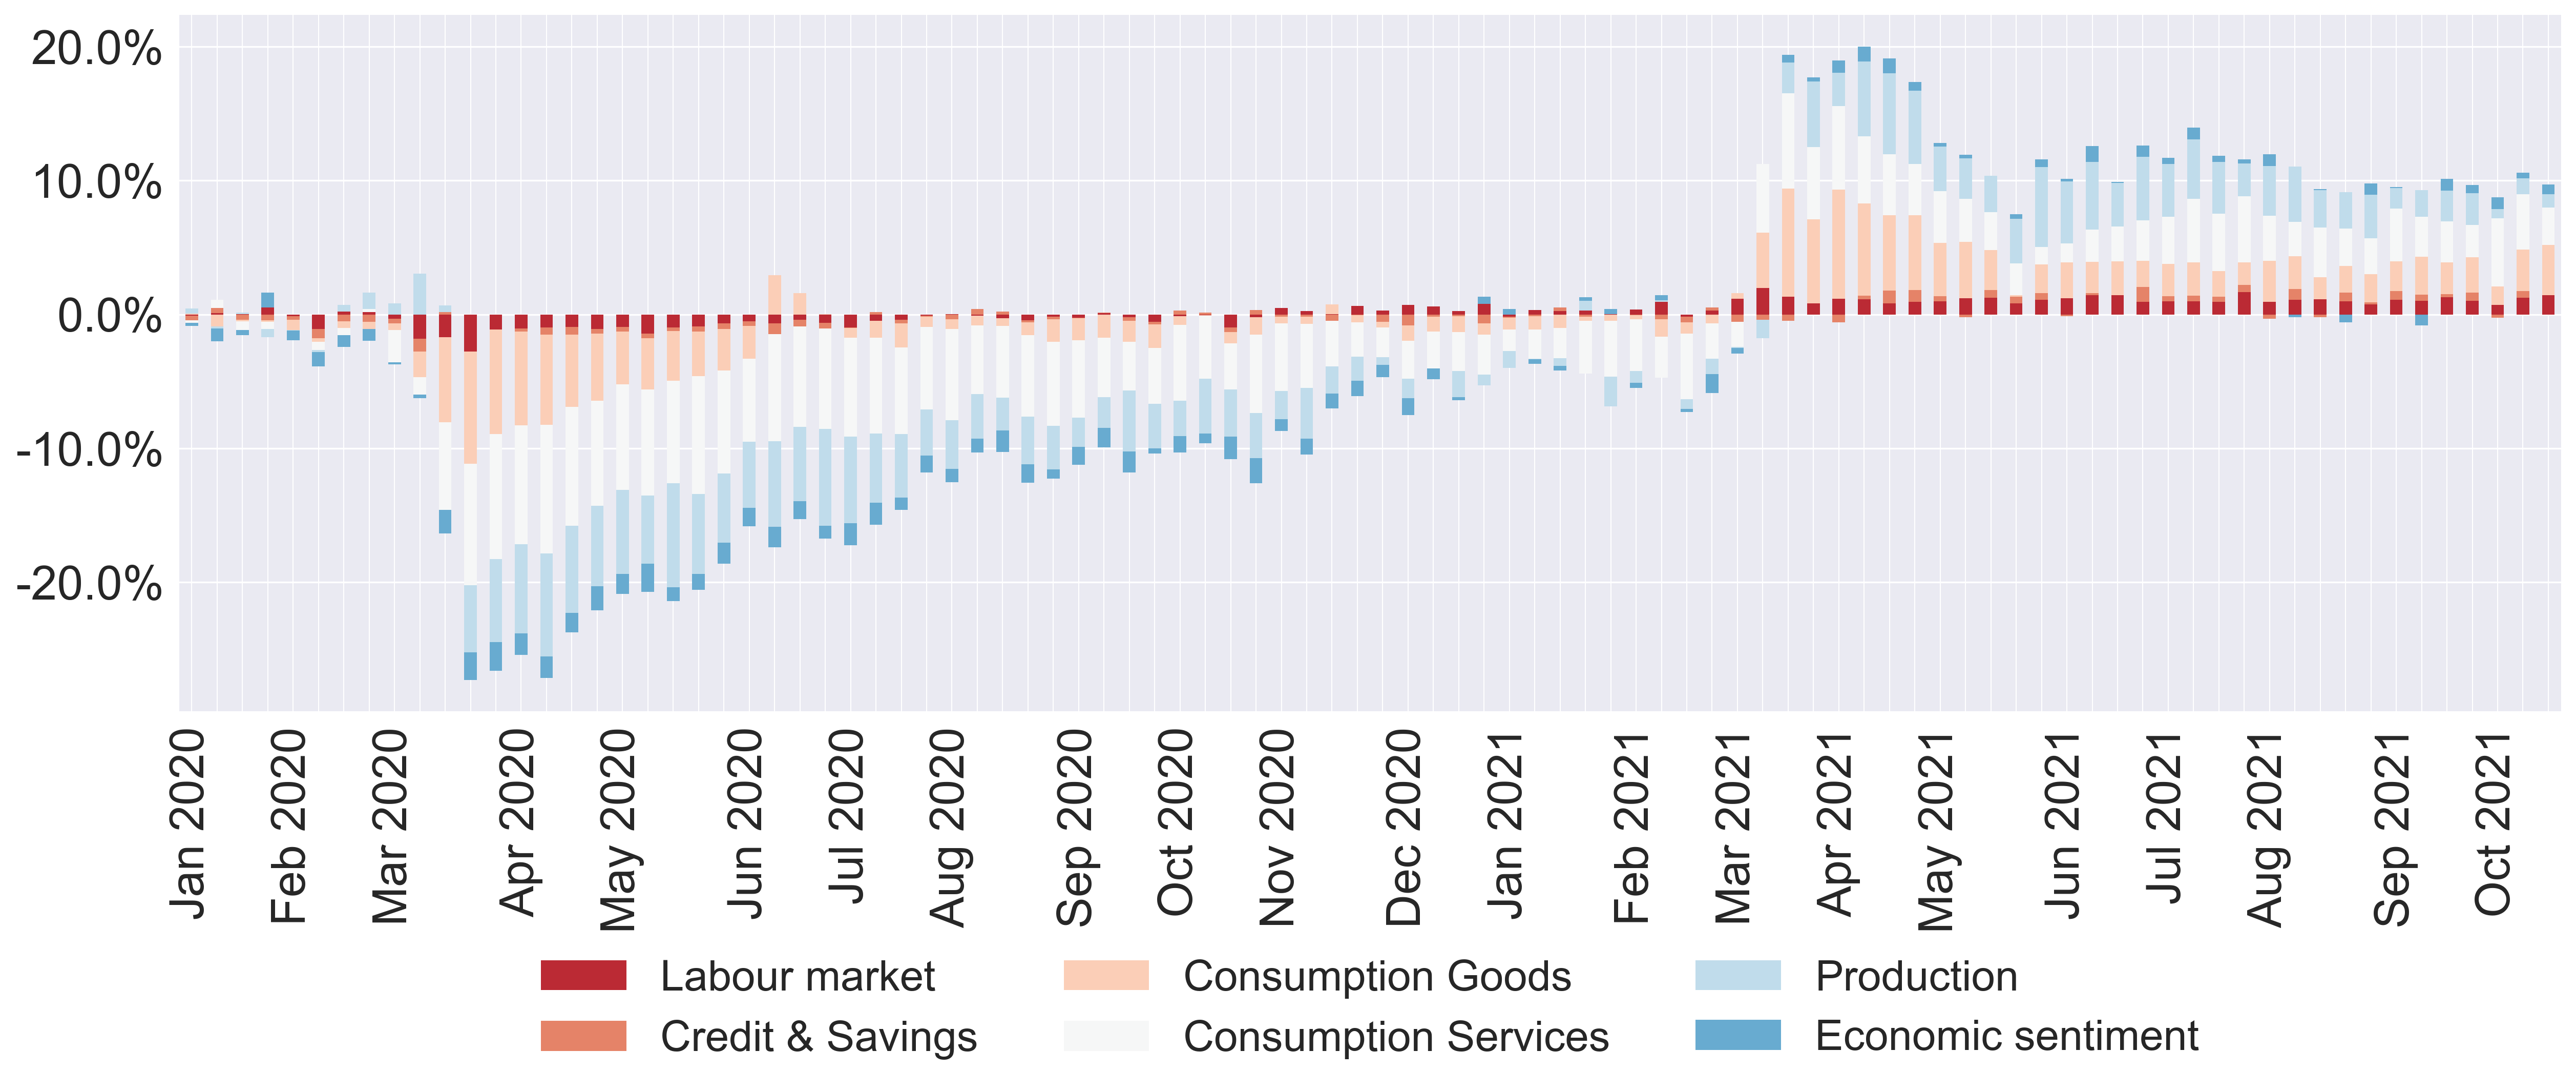 20.0%
10.0%
0.0%
-10.0%
-20.0%
Jan 2020
Feb 2020
Mar 2020
Apr 2020
May 2020
Jun 2020
Jul 2020
Aug 2020
Sep 2020
Oct 2020
Nov 2020
Dec 2020
Jan 2021
Feb 2021
Mar 2021
Apr 2021
May 2021
Jun 2021
Jul 2021
Aug 2021
Sep 2021
Oct 2021
Labour market Consumption Goods Production
Credit & Savings Consumption Services Economic sentiment